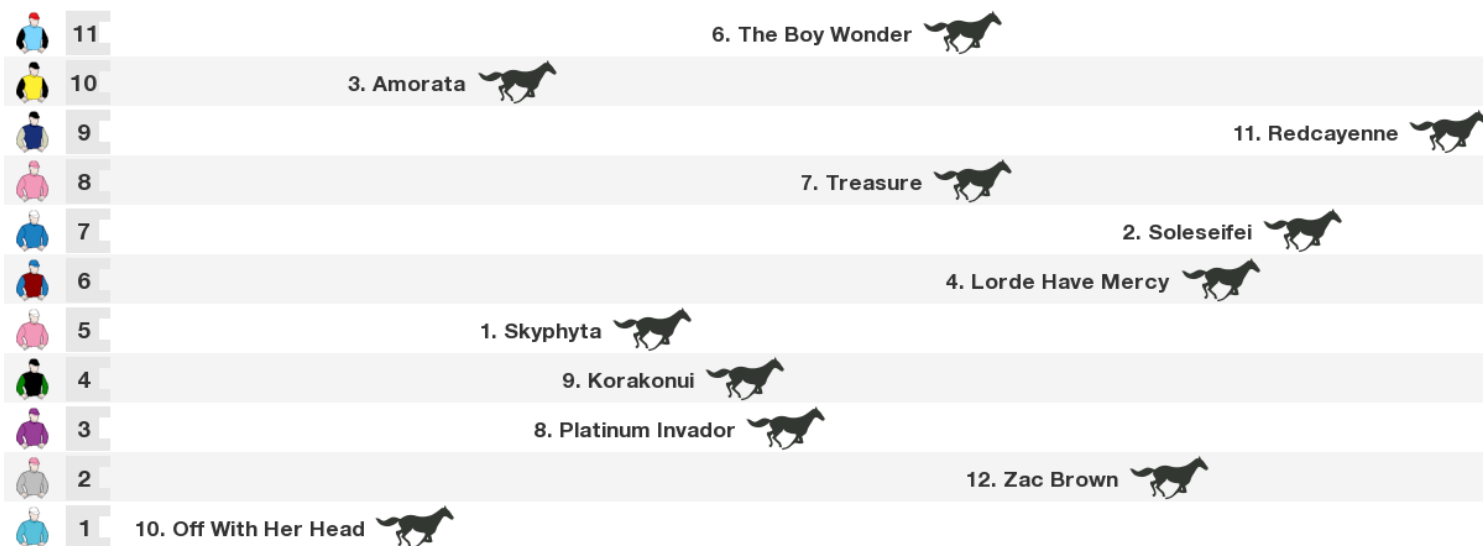 11 6. The Boy Wonder
10 3. Amorata
9 11. Redcayenne
8 7. Treasure
7 2. Soleseifei
6 4. Lorde Have Mercy
5 1. Skyphyta
4 9. Korakonui
3 8. Platinum Invador
2 12. Zac Brown
1 10. Off With Her Head